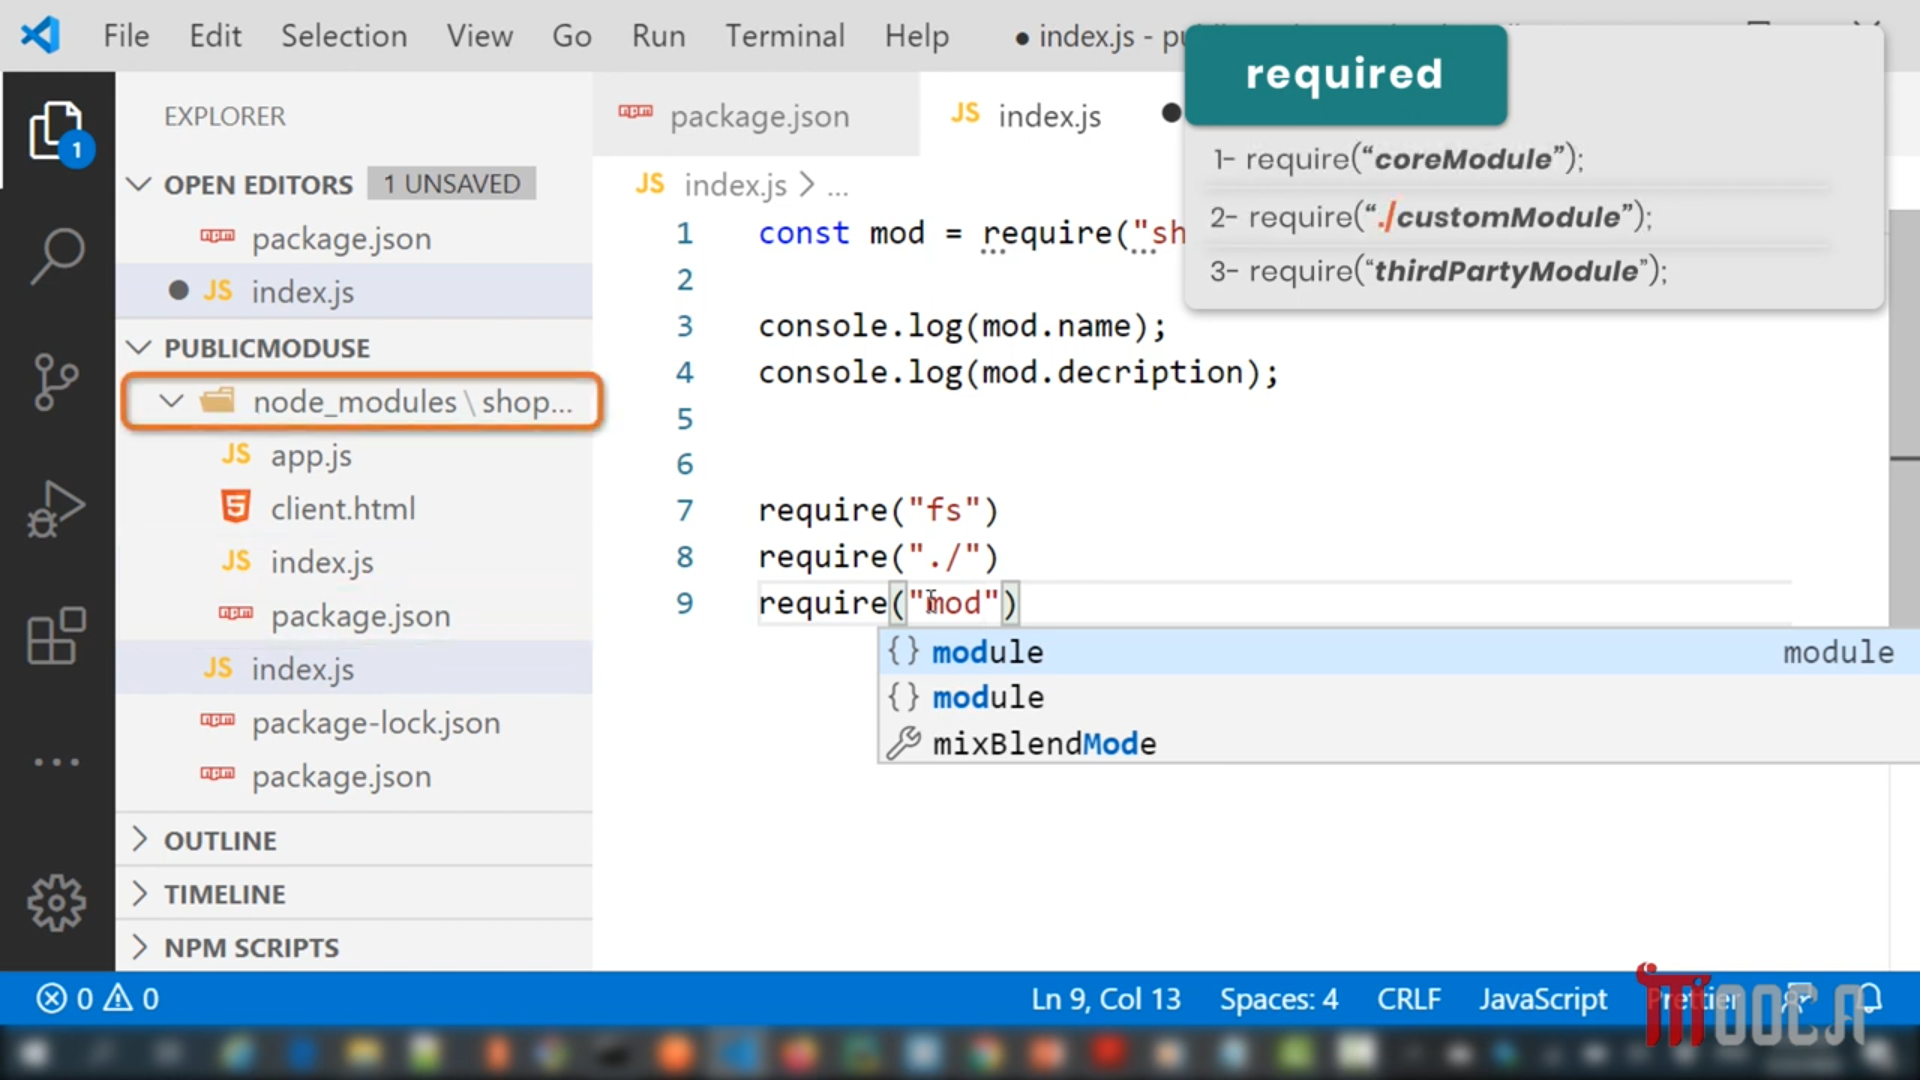 File Edit Selection View Go Run Terminal Help ● index.js - pu
required
1- require(“coreModule”);
2- require(“./customModule”);
3- require(“thirdPartyModule”);
EXPLORER
1
OPEN EDITORS 1 UNSAVED
package.json
● JS index.js
PUBLICMODUSE
node_modules \ shop...
JS app.js
client.html
JS index.js
package.json
JS index.js
package-lock.json
package.json
OUTLINE
TIMELINE
NPM SCRIPTS
package.json JS index.js ●
JS index.js > ...
1 const mod = require("sh
2
3 console.log(mod.name);
4 console.log(mod.decription);
5
6
7 require("fs")
8 require("./")
9 require("mod")
{} module module
{} module
mixBlendMode
0 0 Ln 9, Col 13 Spaces: 4 CRLF JavaScript Prettier
MOOCA